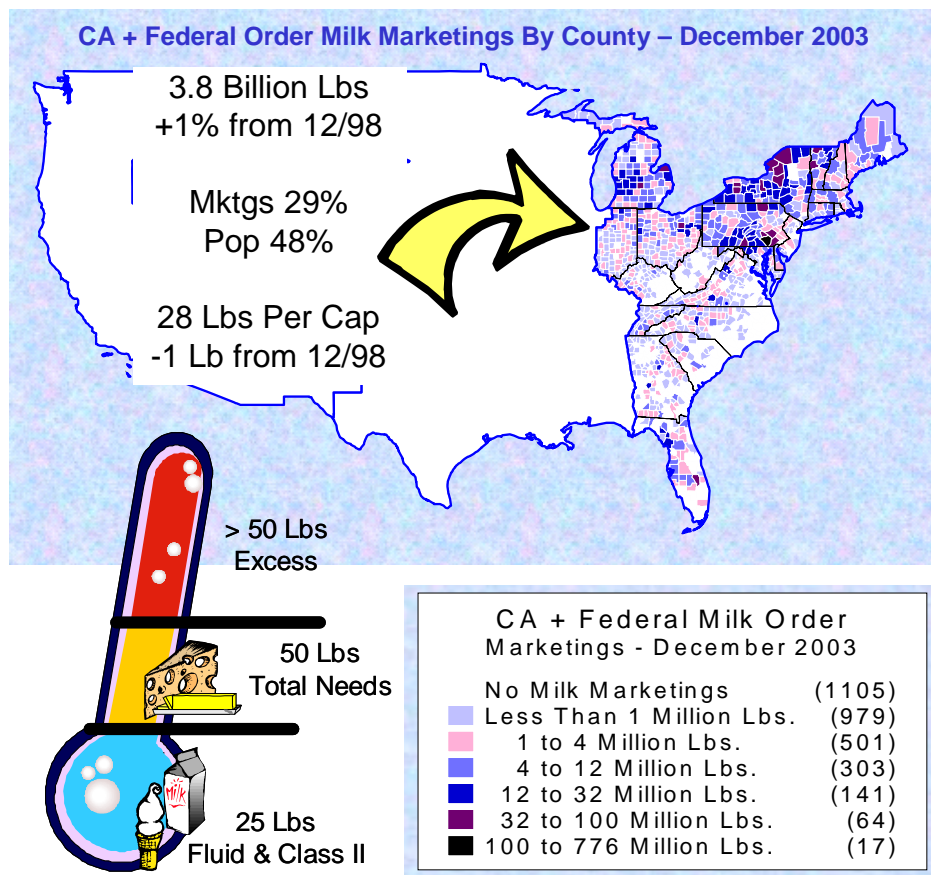 CA + Federal Order Milk Marketings By County – December 2003
3.8 Billion Lbs
+1% from 12/98
Mktgs 29%
Pop 48%
28 Lbs Per Cap
-1 Lb from 12/98
> 50 Lbs
Excess
50 Lbs
Total Needs
Milk
25 Lbs
Fluid & Class II
CA + Federal Milk Order
Marketings - December 2003
No Milk Marketings (1105)
Less Than 1 Million Lbs. (979)
1 to 4 Million Lbs. (501)
4 to 12 Million Lbs. (303)
12 to 32 Million Lbs. (141)
32 to 100 Million Lbs. (64)
100 to 776 Million Lbs. (17)